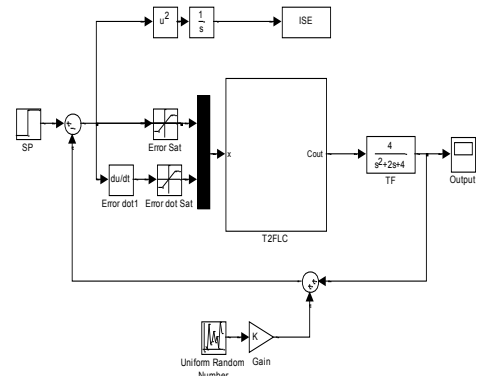 u²
1
s
ISE
SP
Error Sat
du/dt
Error dot1
Error dot Sat
x
Cout
T2FLC
4
s²+2s+4
TF
Output
K
Uniform Random
Number
Gain